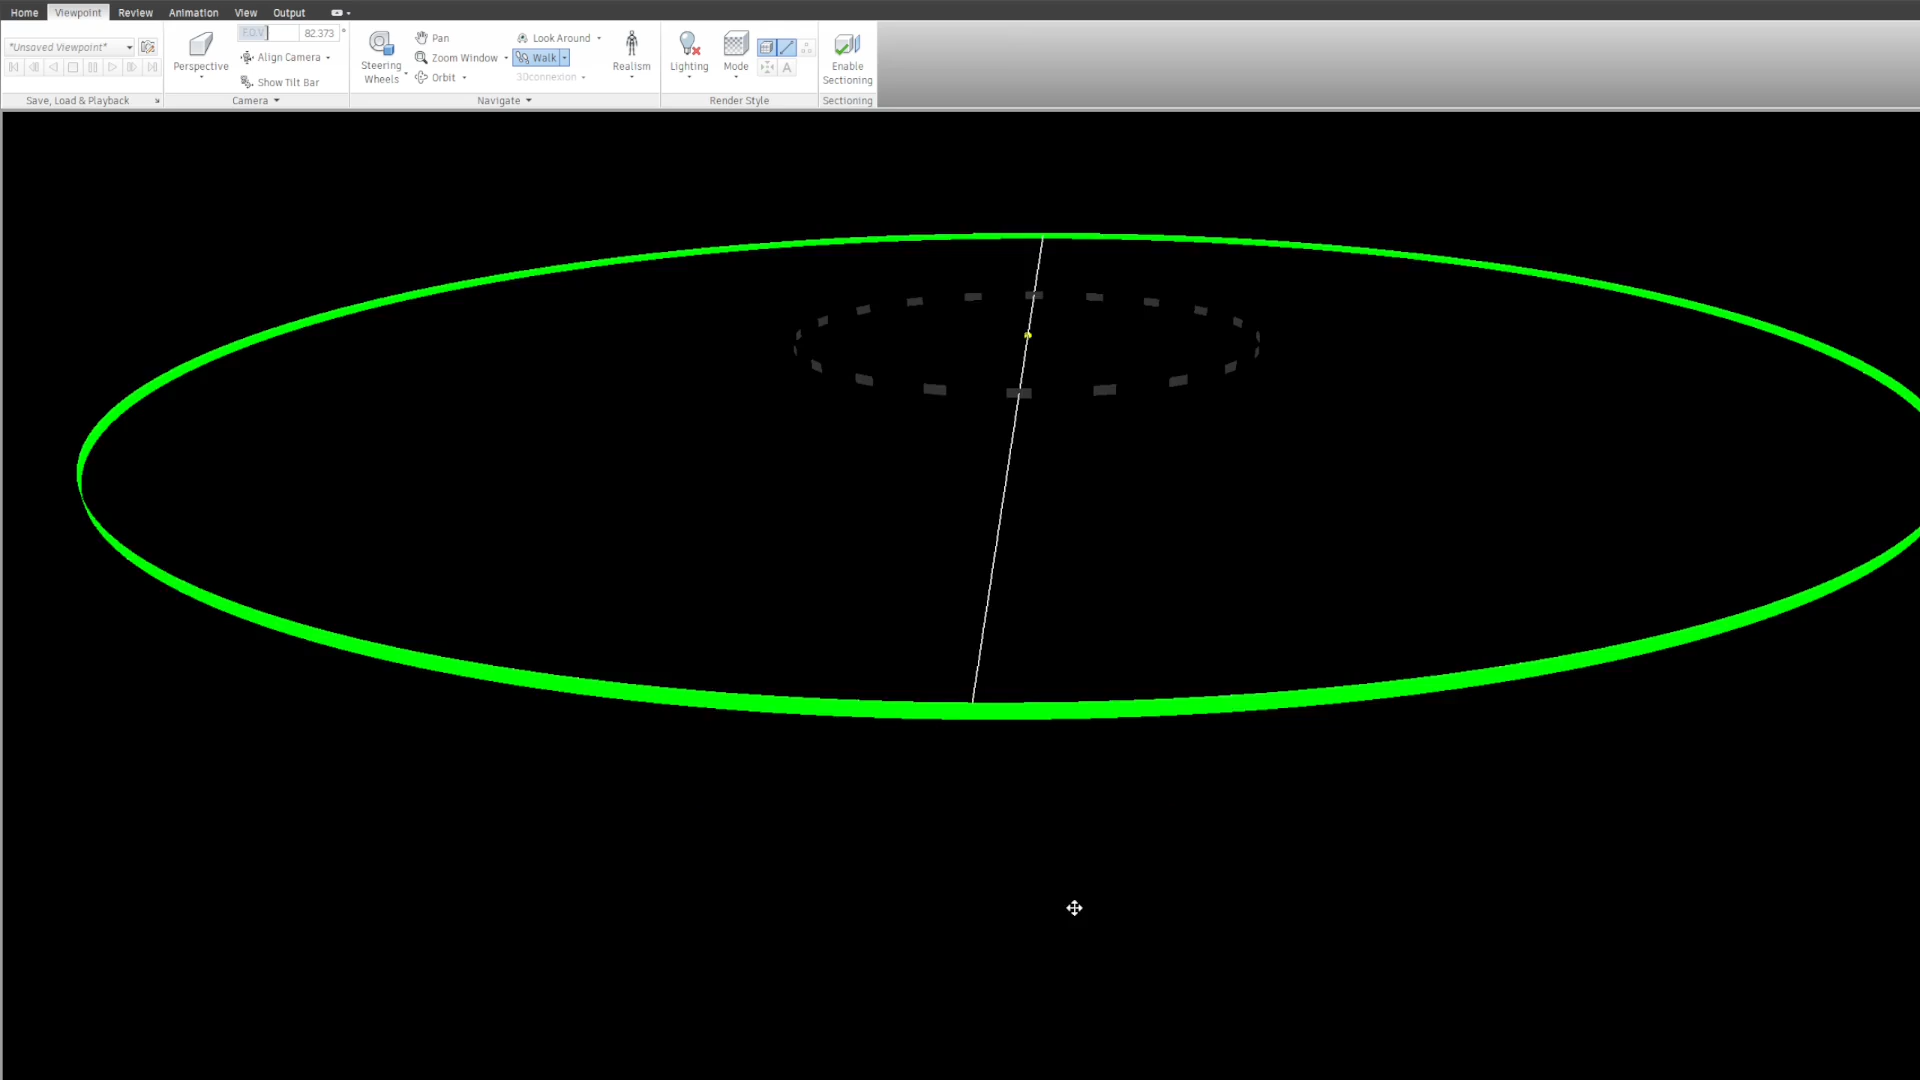 Home Viewpoint Review Animation View Output
*Unsaved Viewpoint*
Perspective
F.O.V. 82.373 °
Align Camera
Show Tilt Bar
Steering Wheels
Pan
Zoom Window
Orbit
Look Around
Walk
3Dconnexion
Realism
Lighting
Mode
A
Enable
Sectioning
Save, Load & Playback Camera Navigate Render Style Sectioning